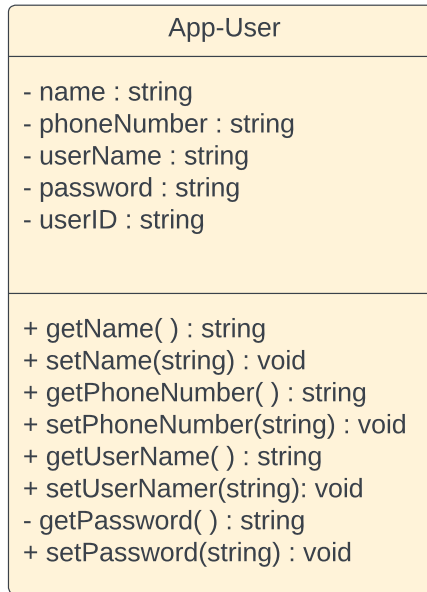 App-User
- name : string
- phoneNumber : string
- userName : string
- password : string
- userID : string
+ getName( ) : string
+ setName(string) : void
+ getPhoneNumber( ) : string
+ setPhoneNumber(string) : void
+ getUserName( ) : string
+ setUserNamer(string): void
- getPassword( ) : string
+ setPassword(string) : void